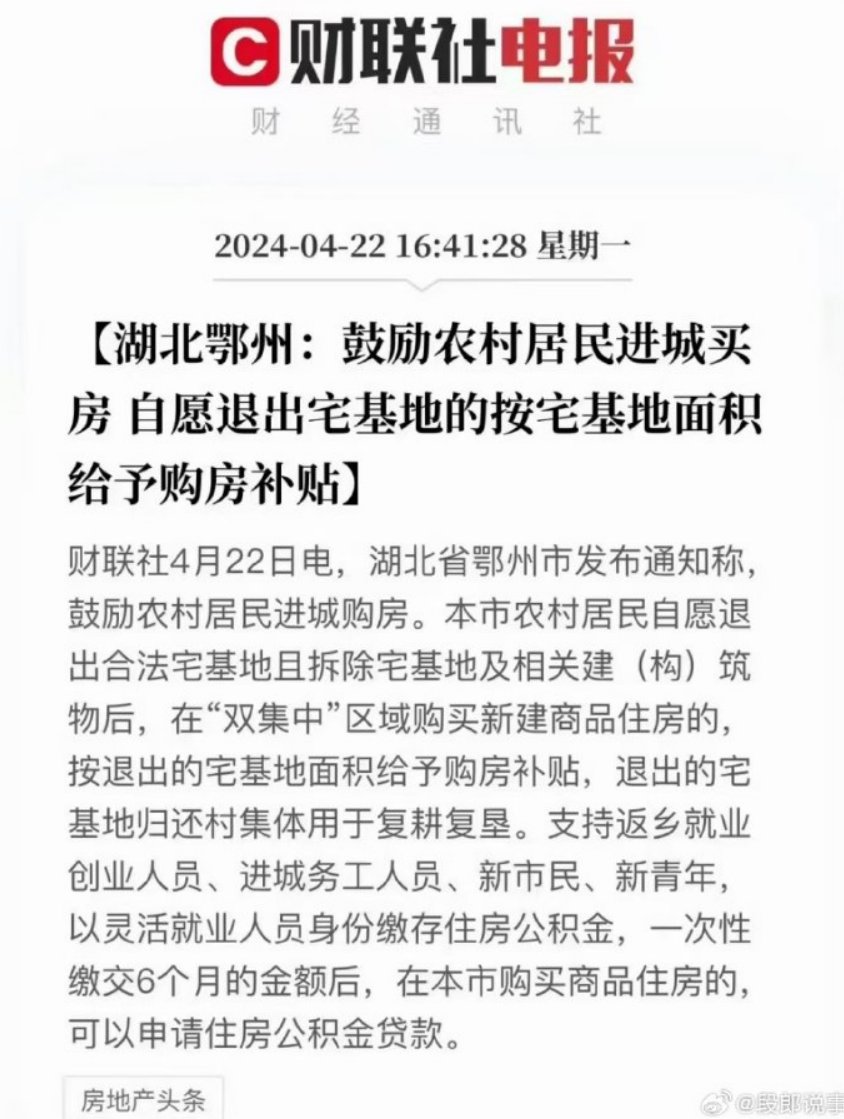 C 财联社电报
财经通讯社
2024-04-22 16:41:28 星期一
【湖北鄂州：鼓励农村居民进城买
房 自愿退出宅基地的按宅基地面积
给予购房补贴】
财联社4月22日电，湖北省鄂州市发布通知称，
鼓励农村居民进城购房。本市农村居民自愿退
出合法宅基地且拆除宅基地及相关建（构）筑
物后，在“双集中”区域购买新建商品住房的，
按退出的宅基地面积给予购房补贴，退出的宅
基地归还村集体用于复耕复垦。支持返乡就业
创业人员、进城务工人员、新市民、新青年，
以灵活就业人员身份缴存住房公积金，一次性
缴交6个月的金额后，在本市购买商品住房的，
可以申请住房公积金贷款。
房地产头条
@段郎说事